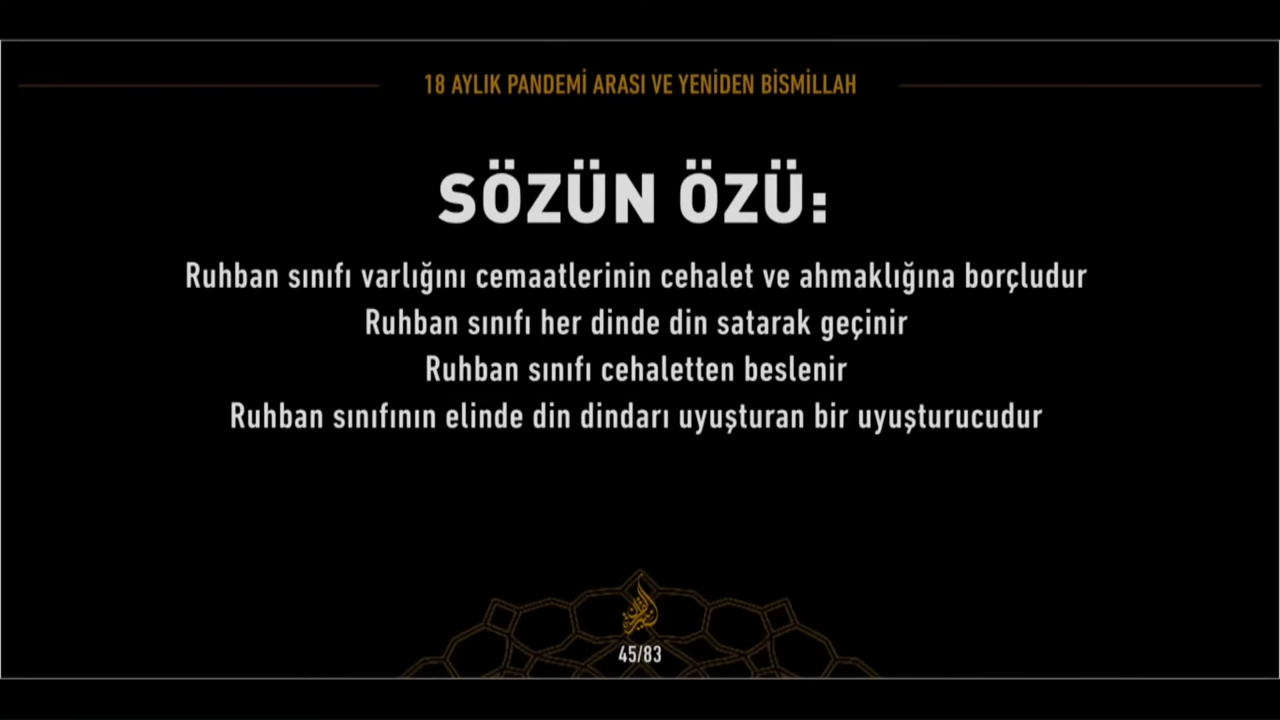 18 AYLIK PANDEMİ ARASI VE YENİDEN BİSMİLLAH
SÖZÜN ÖZÜ:
Ruhban sınıfı varlığını cemaatlerinin cehalet ve ahmaklığına borçludur
Ruhban sınıfı her dinde din satarak geçinir
Ruhban sınıfı cehaletten beslenir
Ruhban sınıfının elinde din dindarı uyuşturan bir uyuşturucudur
45/83